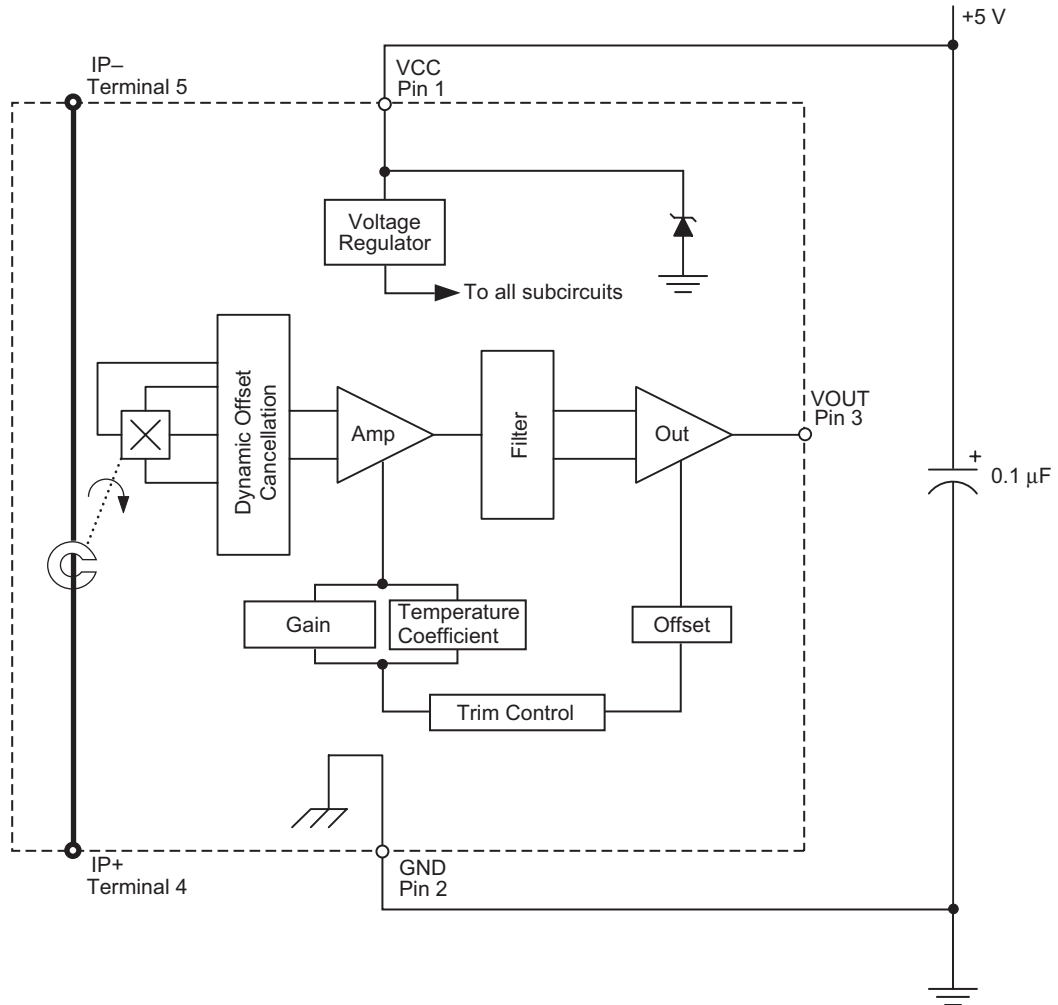 +5 V
IP–
Terminal 5
VCC
Pin 1
Voltage
Regulator
To all subcircuits
Dynamic Offset
Cancellation
Amp
Filter
Out
VOUT
Pin 3
+
0.1 µF
Gain
Temperature
Coefficient
Offset
Trim Control
IP+
Terminal 4
GND
Pin 2